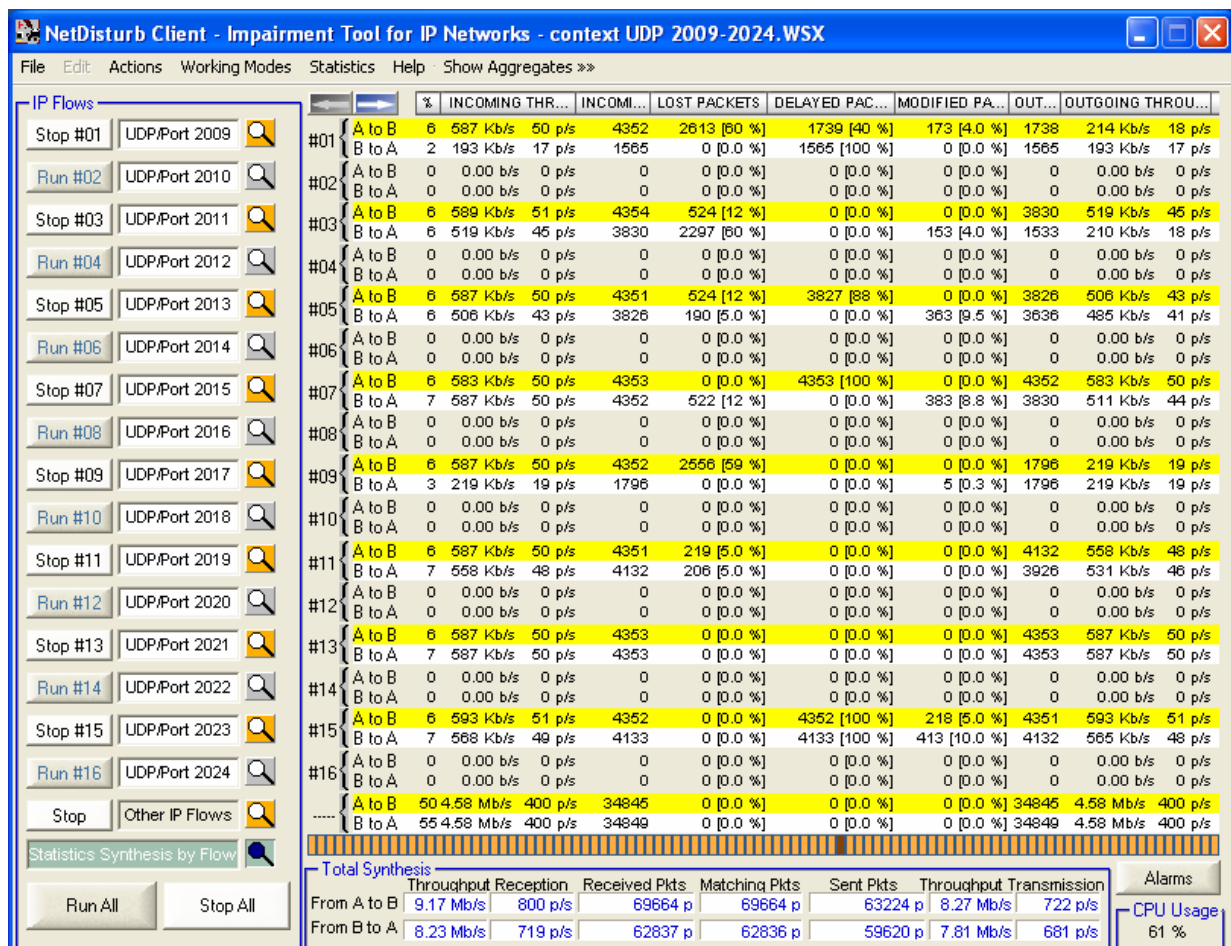 NetDisturb Client - Impairment Tool for IP Networks - context UDP 2009-2024.WSX
File Edit Actions Working Modes Statistics Help Show Aggregates »»
IP Flows
% INCOMING THR... INCOMI... LOST PACKETS DELAYED PAC... MODIFIED PA... OUT... OUTGOING THROU...
Stop #01 UDP/Port 2009
#01 A to B 6 587 Kb/s 50 p/s 4352 2613 [60 %] 1739 [40 %] 173 [4.0 %] 1738 214 Kb/s 18 p/s
B to A 2 193 Kb/s 17 p/s 1565 0 [0.0 %] 1565 [100 %] 0 [0.0 %] 1565 193 Kb/s 17 p/s
Run #02 UDP/Port 2010
#02 A to B 0 0.00 b/s 0 p/s 0 0 [0.0 %] 0 [0.0 %] 0 [0.0 %] 0 0.00 b/s 0 p/s
B to A 0 0.00 b/s 0 p/s 0 0 [0.0 %] 0 [0.0 %] 0 [0.0 %] 0 0.00 b/s 0 p/s
Stop #03 UDP/Port 2011
#03 A to B 6 589 Kb/s 51 p/s 4354 524 [12 %] 0 [0.0 %] 0 [0.0 %] 3830 519 Kb/s 45 p/s
B to A 6 519 Kb/s 45 p/s 3830 2297 [60 %] 0 [0.0 %] 153 [4.0 %] 1533 210 Kb/s 18 p/s
Run #04 UDP/Port 2012
#04 A to B 0 0.00 b/s 0 p/s 0 0 [0.0 %] 0 [0.0 %] 0 [0.0 %] 0 0.00 b/s 0 p/s
B to A 0 0.00 b/s 0 p/s 0 0 [0.0 %] 0 [0.0 %] 0 [0.0 %] 0 0.00 b/s 0 p/s
Stop #05 UDP/Port 2013
#05 A to B 6 587 Kb/s 50 p/s 4351 524 [12 %] 3827 [88 %] 0 [0.0 %] 3826 506 Kb/s 43 p/s
B to A 6 506 Kb/s 43 p/s 3826 190 [5.0 %] 0 [0.0 %] 363 [9.5 %] 3636 485 Kb/s 41 p/s
Run #06 UDP/Port 2014
#06 A to B 0 0.00 b/s 0 p/s 0 0 [0.0 %] 0 [0.0 %] 0 [0.0 %] 0 0.00 b/s 0 p/s
B to A 0 0.00 b/s 0 p/s 0 0 [0.0 %] 0 [0.0 %] 0 [0.0 %] 0 0.00 b/s 0 p/s
Stop #07 UDP/Port 2015
#07 A to B 6 583 Kb/s 50 p/s 4353 0 [0.0 %] 4353 [100 %] 0 [0.0 %] 4352 583 Kb/s 50 p/s
B to A 7 587 Kb/s 50 p/s 4352 522 [12 %] 0 [0.0 %] 383 [8.8 %] 3830 511 Kb/s 44 p/s
Run #08 UDP/Port 2016
#08 A to B 0 0.00 b/s 0 p/s 0 0 [0.0 %] 0 [0.0 %] 0 [0.0 %] 0 0.00 b/s 0 p/s
B to A 0 0.00 b/s 0 p/s 0 0 [0.0 %] 0 [0.0 %] 0 [0.0 %] 0 0.00 b/s 0 p/s
Stop #09 UDP/Port 2017
#09 A to B 6 587 Kb/s 50 p/s 4352 2556 [59 %] 0 [0.0 %] 0 [0.0 %] 1796 219 Kb/s 19 p/s
B to A 3 219 Kb/s 19 p/s 1796 0 [0.0 %] 0 [0.0 %] 5 [0.3 %] 1796 219 Kb/s 19 p/s
Run #10 UDP/Port 2018
#10 A to B 0 0.00 b/s 0 p/s 0 0 [0.0 %] 0 [0.0 %] 0 [0.0 %] 0 0.00 b/s 0 p/s
B to A 0 0.00 b/s 0 p/s 0 0 [0.0 %] 0 [0.0 %] 0 [0.0 %] 0 0.00 b/s 0 p/s
Stop #11 UDP/Port 2019
#11 A to B 6 587 Kb/s 50 p/s 4351 219 [5.0 %] 0 [0.0 %] 0 [0.0 %] 4132 558 Kb/s 48 p/s
B to A 7 558 Kb/s 48 p/s 4132 206 [5.0 %] 0 [0.0 %] 0 [0.0 %] 3926 531 Kb/s 46 p/s
Run #12 UDP/Port 2020
#12 A to B 0 0.00 b/s 0 p/s 0 0 [0.0 %] 0 [0.0 %] 0 [0.0 %] 0 0.00 b/s 0 p/s
B to A 0 0.00 b/s 0 p/s 0 0 [0.0 %] 0 [0.0 %] 0 [0.0 %] 0 0.00 b/s 0 p/s
Stop #13 UDP/Port 2021
#13 A to B 6 587 Kb/s 50 p/s 4353 0 [0.0 %] 0 [0.0 %] 0 [0.0 %] 4353 587 Kb/s 50 p/s
B to A 7 587 Kb/s 50 p/s 4353 0 [0.0 %] 0 [0.0 %] 0 [0.0 %] 4353 587 Kb/s 50 p/s
Run #14 UDP/Port 2022
#14 A to B 0 0.00 b/s 0 p/s 0 0 [0.0 %] 0 [0.0 %] 0 [0.0 %] 0 0.00 b/s 0 p/s
B to A 0 0.00 b/s 0 p/s 0 0 [0.0 %] 0 [0.0 %] 0 [0.0 %] 0 0.00 b/s 0 p/s
Stop #15 UDP/Port 2023
#15 A to B 6 593 Kb/s 51 p/s 4352 0 [0.0 %] 4352 [100 %] 218 [5.0 %] 4351 593 Kb/s 51 p/s
B to A 7 568 Kb/s 49 p/s 4133 0 [0.0 %] 4133 [100 %] 413 [10.0 %] 4132 565 Kb/s 48 p/s
Run #16 UDP/Port 2024
#16 A to B 0 0.00 b/s 0 p/s 0 0 [0.0 %] 0 [0.0 %] 0 [0.0 %] 0 0.00 b/s 0 p/s
B to A 0 0.00 b/s 0 p/s 0 0 [0.0 %] 0 [0.0 %] 0 [0.0 %] 0 0.00 b/s 0 p/s
Stop Other IP Flows
----- A to B 50 4.58 Mb/s 400 p/s 34845 0 [0.0 %] 0 [0.0 %] 0 [0.0 %] 34845 4.58 Mb/s 400 p/s
B to A 55 4.58 Mb/s 400 p/s 34849 0 [0.0 %] 0 [0.0 %] 0 [0.0 %] 34849 4.58 Mb/s 400 p/s
Statistics Synthesis by Flow
Run All Stop All
Total Synthesis
Throughput Reception Received Pkts Matching Pkts Sent Pkts Throughput Transmission
From A to B 9.17 Mb/s 800 p/s 69664 p 69664 p 63224 p 8.27 Mb/s 722 p/s
From B to A 8.23 Mb/s 719 p/s 62837 p 62836 p 59620 p 7.81 Mb/s 681 p/s
Alarms
CPU Usage
61 %